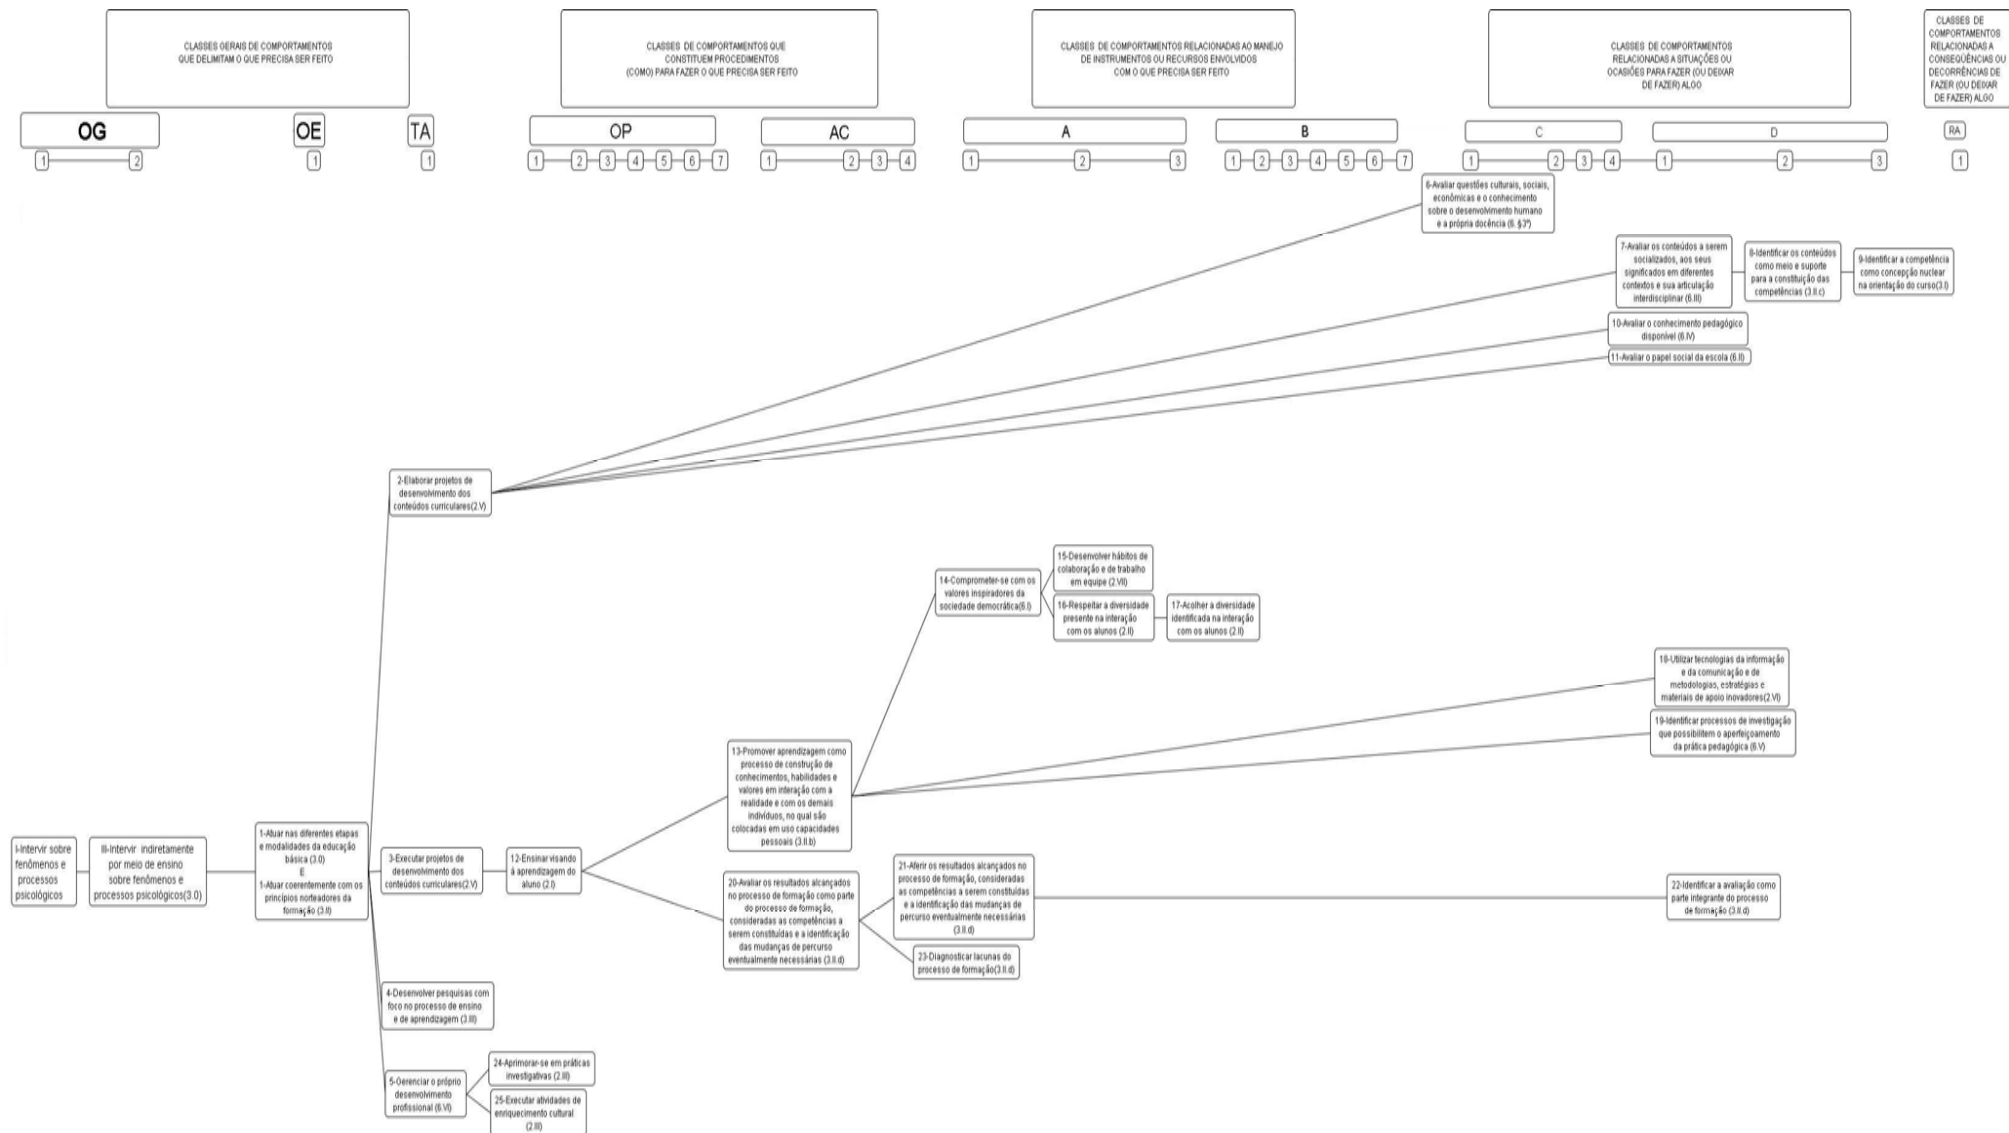 CLASSES GERAIS DE COMPORTAMENTOS
QUE DELIMITAM O QUE PRECISA SER FEITO
CLASSES DE COMPORTAMENTOS QUE
CONSTITUEM PROCEDIMENTOS
(COMO) PARA FAZER O QUE PRECISA SER FEITO
CLASSES DE COMPORTAMENTOS RELACIONADAS AO MANEJO
DE INSTRUMENTOS OU RECURSOS ENVOLVIDOS
COM O QUE PRECISA SER FEITO
CLASSES DE COMPORTAMENTOS
RELACIONADAS A SITUAÇÕES OU
OCASIÕES PARA FAZER (OU DEIXAR
DE FAZER) ALGO
CLASSES DE
COMPORTAMENTOS
RELACIONADAS A
CONSEQÜÊNCIAS OU
DECORRÊNCIAS DE
FAZER (OU DEIXAR
DE FAZER) ALGO
OG
OE
TA
OP
AC
A
B
C
D
RA
1 2
1
1
1 2 3 4 5 6 7
1 2 3 4
1 2 3
1 2 3 4 5 6 7
1 2 3 4
1 2 3
1
6-Avaliar questões culturais, sociais,
econômicas e o conhecimento
sobre o desenvolvimento humano
e a própria docência (6. §3º)
7-Avaliar os conteúdos a serem
socializados, aos seus
significados em diferentes
contextos e sua articulação
interdisciplinar (6.III)
8-Identificar os conteúdos
como meio e suporte
para a constituição das
competências (3.II.c)
9-Identificar a competência
como concepção nuclear
na orientação do curso(3.I)
10-Avaliar o conhecimento pedagógico
disponível (6.IV)
11-Avaliar o papel social da escola (6.II)
2-Elaborar projetos de
desenvolvimento dos
conteúdos curriculares(2.V)
14-Comprometer-se com os
valores inspiradores da
sociedade democrática(6.I)
15-Desenvolver hábitos de
colaboração e de trabalho
em equipe (2.VII)
16-Respeitar a diversidade
presente na interação
com os alunos (2.II)
17-Acolher a diversidade
identificada na interação
com os alunos (2.II)
18-Utilizar tecnologias da informação
e da comunicação e de
metodologias, estratégias e
materiais de apoio inovadores(2.VI)
19-Identificar processos de investigação
que possibilitem o aperfeiçoamento
da prática pedagógica (6.V)
13-Promover aprendizagem como
processo de construção de
conhecimentos, habilidades e
valores em interação com a
realidade e com os demais
indivíduos, no qual são
colocadas em uso capacidades
pessoais (3.II.b)
I-Intervir sobre
fenômenos e
processos
psicológicos
III-Intervir indiretamente
por meio de ensino
sobre fenômenos e
processos psicológicos(3.0)
1-Atuar nas diferentes etapas
e modalidades da educação
básica (3.0)
E
1-Atuar coerentemente com os
princípios norteadores da
formação (3.II)
3-Executar projetos de
desenvolvimento dos
conteúdos curriculares(2.V)
12-Ensinar visando
à aprendizagem do
aluno (2.I)
20-Avaliar os resultados alcançados
no processo de formação como parte
do processo de formação,
consideradas as competências a
serem constituídas e a identificação
das mudanças de percurso
eventualmente necessárias (3.II.d)
21-Aferir os resultados alcançados no
processo de formação, consideradas
as competências a serem constituídas
e a identificação das mudanças de
percurso eventualmente necessárias
(3.II.d)
22-Identificar a avaliação como
parte integrante do processo
de formação (3.II.d)
23-Diagnosticar lacunas do
processo de formação(3.II.d)
4-Desenvolver pesquisas com
foco no processo de ensino
e de aprendizagem (3.III)
5-Gerenciar o próprio
desenvolvimento
profissional (6.VI)
24-Aprimorar-se em práticas
investigativas (2.III)
25-Executar atividades de
enriquecimento cultural
(2.III)